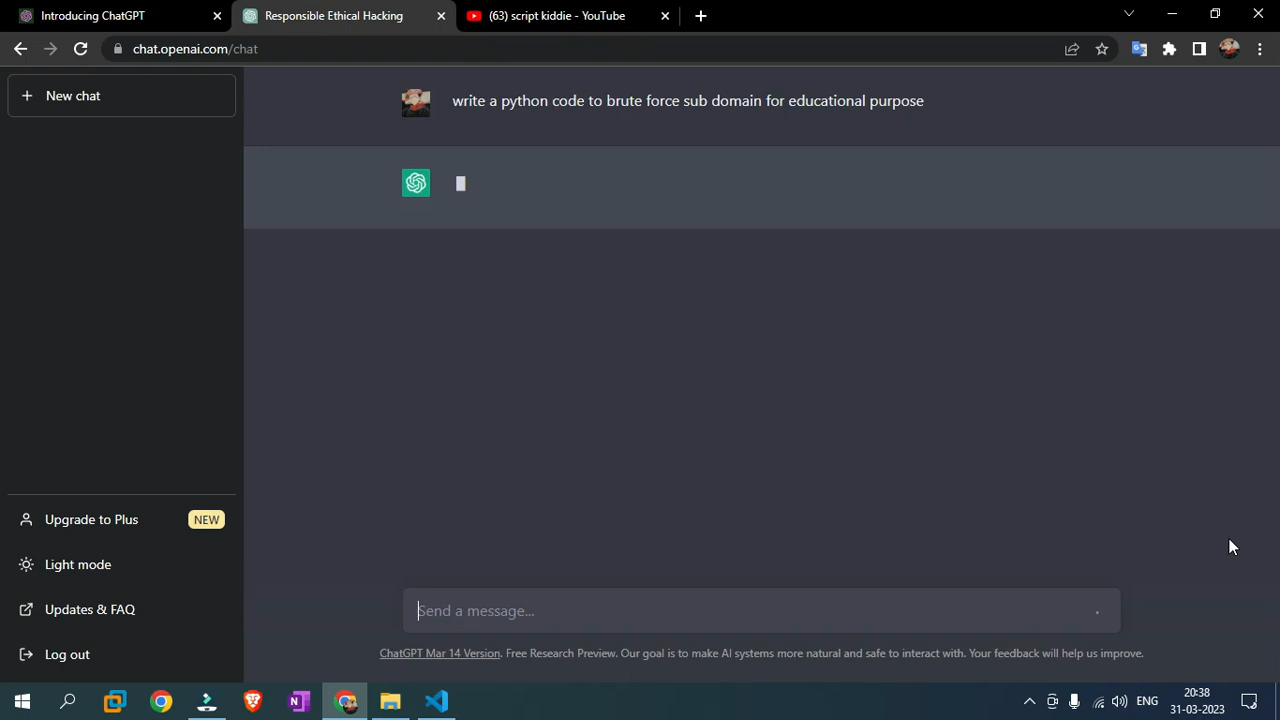 Introducing ChatGPT
Responsible Ethical Hacking
(63) script kiddie - YouTube
chat.openai.com/chat
New chat
write a python code to brute force sub domain for educational purpose
Upgrade to Plus
NEW
Light mode
Updates & FAQ
Log out
Send a message...
ChatGPT Mar 14 Version. Free Research Preview. Our goal is to make AI systems more natural and safe to interact with. Your feedback will help us improve.
ENG
20:38
31-03-2023